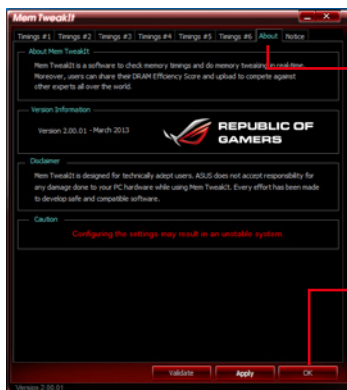 Mem TweakIt
Timings #1 Timings #2 Timings #3 Timings #4 Timings #5 Timings #6 About Notice
About Mem TweakIt
Mem TweakIt is a software to check memory timings and do memory tweaking in real-time.
Moreover, users can share their DRAM Efficiency Score and upload to compete against
other experts all over the world.
Version Information
Version 2.00.01 - March 2013
REPUBLIC OF
GAMERS
Disclaimer
Mem TweakIt is designed for technically adept users. ASUS does not accept responsibility for
any damage done to your PC hardware while using Mem TweakIt. Every effort has been made
to develop safe and compatible software.
Caution
Configuring the settings may result in an unstable system.
Validate Apply OK
Version 2.00.01